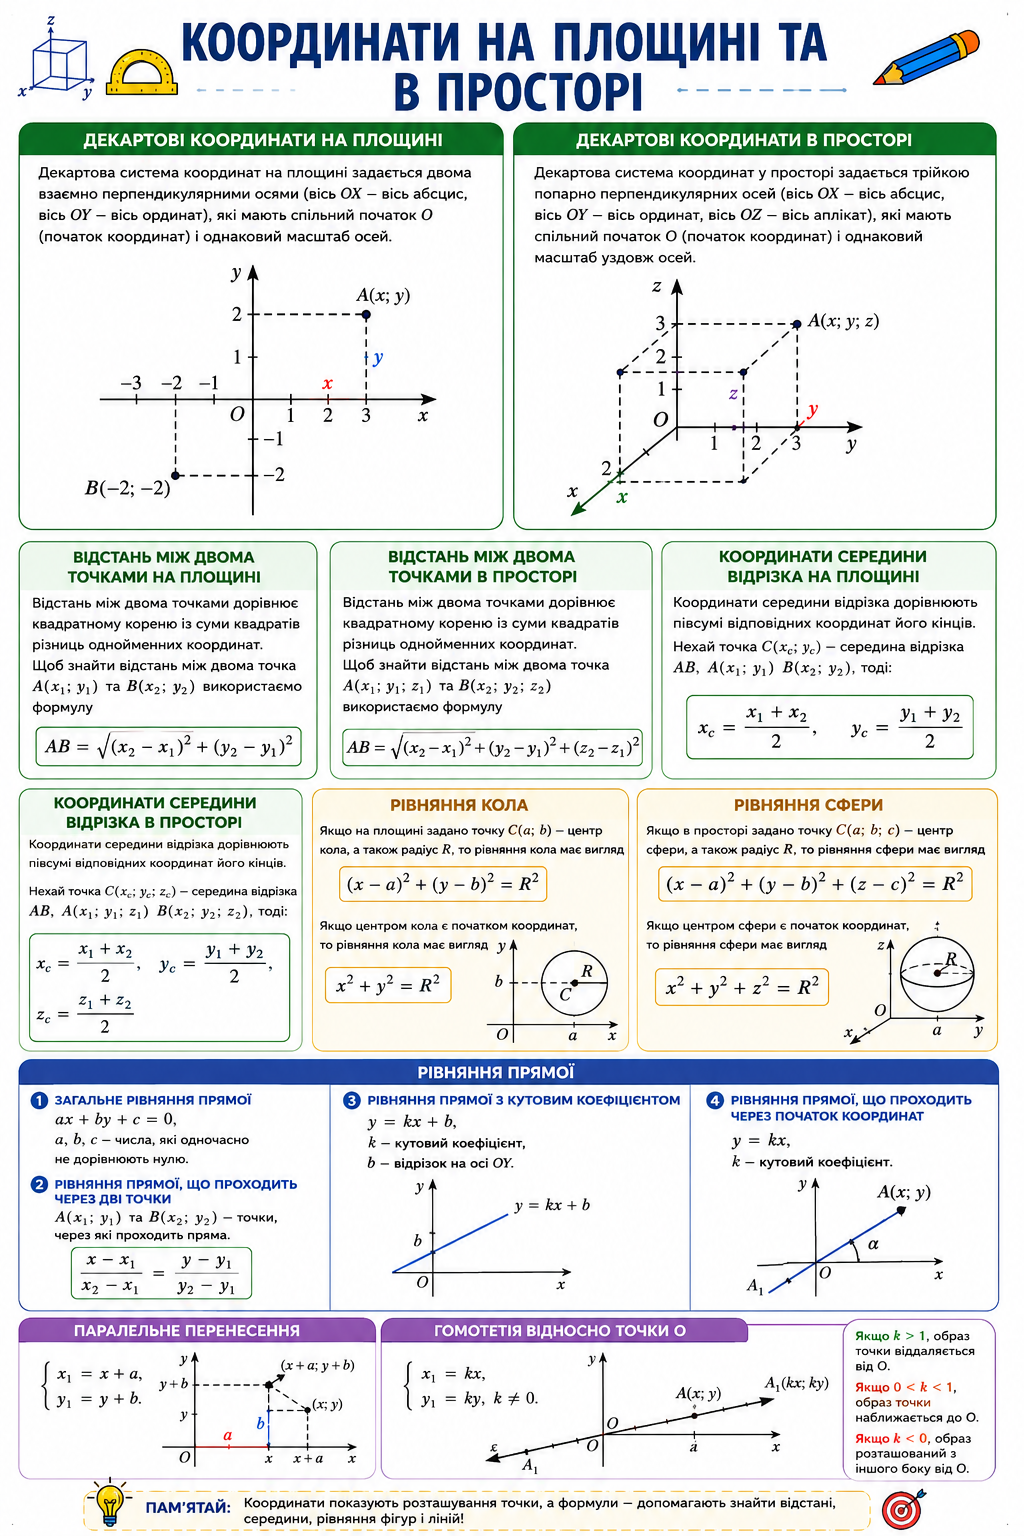 КООРДИНАТИ НА ПЛОЩИНІ ТА
В ПРОСТОРІ
z
x
y
ДЕКАРТОВІ КООРДИНАТИ НА ПЛОЩИНІ
Декартова система координат на площині задається двома
взаємно перпендикулярними осями (вісь OX – вісь абсцис,
вісь OY – вісь ординат), які мають спільний початок O
(початок координат) і однаковий масштаб осей.
y
A(x; y)
2
1
y
−3 −2 −1
x
O 1 2 3 x
−1
−2
B(−2; −2)
ДЕКАРТОВІ КООРДИНАТИ В ПРОСТОРІ
Декартова система координат у просторі задається трійкою
попарно перпендикулярних осей (вісь OX – вісь абсцис,
вісь OY – вісь ординат, вісь OZ – вісь аплікат), які мають
спільний початок O (початок координат) і однаковий
масштаб уздовж осей.
z
3
A(x; y; z)
2
1
z
O
y
1 2 3 y
2
x
x
ВІДСТАНЬ МІЖ ДВОМА
ТОЧКАМИ НА ПЛОЩИНІ
Відстань між двома точками дорівнює
квадратному кореню із суми квадратів
різниць однойменних координат.
Щоб знайти відстань між двома точка
A(x₁; y₁) та B(x₂; y₂) використаємо
формулу
AB = √(x₂ − x₁)² + (y₂ − y₁)²
ВІДСТАНЬ МІЖ ДВОМА
ТОЧКАМИ В ПРОСТОРІ
Відстань між двома точками дорівнює
квадратному кореню із суми квадратів
різниць однойменних координат.
Щоб знайти відстань між двома точка
A(x₁; y₁; z₁) та B(x₂; y₂; z₂)
використаємо формулу
AB = √(x₂−x₁)²+(y₂−y₁)²+(z₂−z₁)²
КООРДИНАТИ СЕРЕДИНИ
ВІДРІЗКА НА ПЛОЩИНІ
Координати середини відрізка дорівнюють
півсумі відповідних координат його кінців.
Нехай точка C(x_c; y_c) – середина відрізка
AB, A(x₁; y₁) B(x₂; y₂), тоді:
x_c = (x₁ + x₂)/2, y_c = (y₁ + y₂)/2
КООРДИНАТИ СЕРЕДИНИ
ВІДРІЗКА В ПРОСТОРІ
Координати середини відрізка дорівнюють
півсумі відповідних координат його кінців.
Нехай точка C(x_c; y_c; z_c) – середина відрізка
AB, A(x₁; y₁; z₁) B(x₂; y₂; z₂), тоді:
x_c = (x₁ + x₂)/2, y_c = (y₁ + y₂)/2,
z_c = (z₁ + z₂)/2
РІВНЯННЯ КОЛА
Якщо на площині задано точку C(a; b) – центр
кола, а також радіус R, то рівняння кола має вигляд
(x − a)² + (y − b)² = R²
Якщо центром кола є початком координат,
то рівняння кола має вигляд
x² + y² = R²
y
b
R
C
O a x
РІВНЯННЯ СФЕРИ
Якщо в просторі задано точку C(a; b; c) – центр
сфери, а також радіус R, то рівняння сфери має вигляд
(x − a)² + (y − b)² + (z − c)² = R²
Якщо центром сфери є початок координат,
то рівняння сфери має вигляд
x² + y² + z² = R²
z
R
O
x a y
РІВНЯННЯ ПРЯМОЇ
1 ЗАГАЛЬНЕ РІВНЯННЯ ПРЯМОЇ
ax + by + c = 0,
a, b, c – числа, які одночасно
не дорівнюють нулю.
2 РІВНЯННЯ ПРЯМОЇ, ЩО ПРОХОДИТЬ
ЧЕРЕЗ ДВІ ТОЧКИ
A(x₁; y₁) та B(x₂; y₂) – точки,
через які проходить пряма.
(x − x₁)/(x₂ − x₁) = (y − y₁)/(y₂ − y₁)
3 РІВНЯННЯ ПРЯМОЇ З КУТОВИМ КОЕФІЦІЄНТОМ
y = kx + b,
k – кутовий коефіцієнт,
b – відрізок на осі OY.
y
y = kx + b
b
O x
4 РІВНЯННЯ ПРЯМОЇ, ЩО ПРОХОДИТЬ
ЧЕРЕЗ ПОЧАТОК КООРДИНАТ
y = kx,
k – кутовий коефіцієнт.
y
A(x; y)
α
O x
A₁
ПАРАЛЕЛЬНЕ ПЕРЕНЕСЕННЯ
x₁ = x + a,
y₁ = y + b.
y
(x + a; y + b)
y + b
(x; y)
y
b
a
O x x + a x
ГОМОТЕТІЯ ВІДНОСНО ТОЧКИ О
x₁ = kx,
y₁ = ky, k ≠ 0.
y
A(x; y)
A₁(kx; ky)
O
O a x
A₁
Якщо k > 1, образ
точки віддаляється
від О.
Якщо 0 < k < 1,
образ точки
наближається до О.
Якщо k < 0, образ
розташований з
іншого боку від О.
ПАМ'ЯТАЙ:
Координати показують розташування точки, а формули – допомагають знайти відстані,
середини, рівняння фігур і ліній!